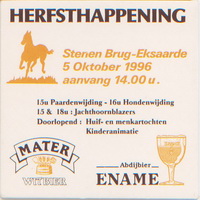 HERFSTHAPPENING
Stenen Brug-Eksaarde
5 Oktober 1996
aanvang 14.00 u.
15u Paardenwijding - 16u Hondenwijding
15 & 18u : Jachthoornblazers
Doorlopend : Huif- en menkartochten
Kinderanimatie
MATER
WITBIER
Abdijbier
ENAME